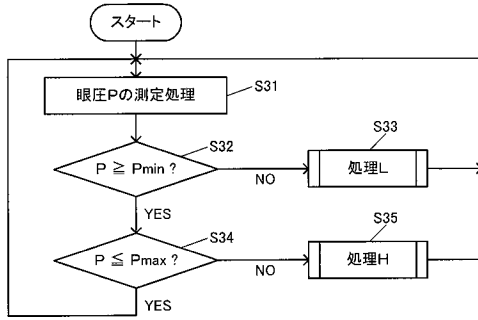 スタート
眼圧Pの測定処理
S31
P ≧ Pmin ?
S32
NO
S33
処理L
YES
P ≦ Pmax ?
S34
NO
S35
処理H
YES